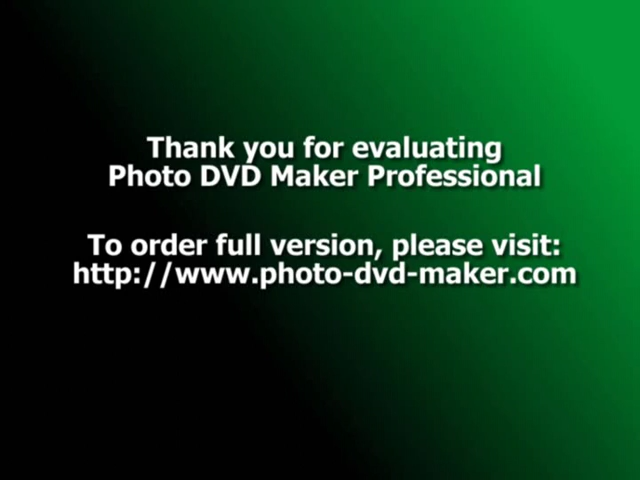 Thank you for evaluating
Photo DVD Maker Professional
To order full version, please visit:
http://www.photo-dvd-maker.com